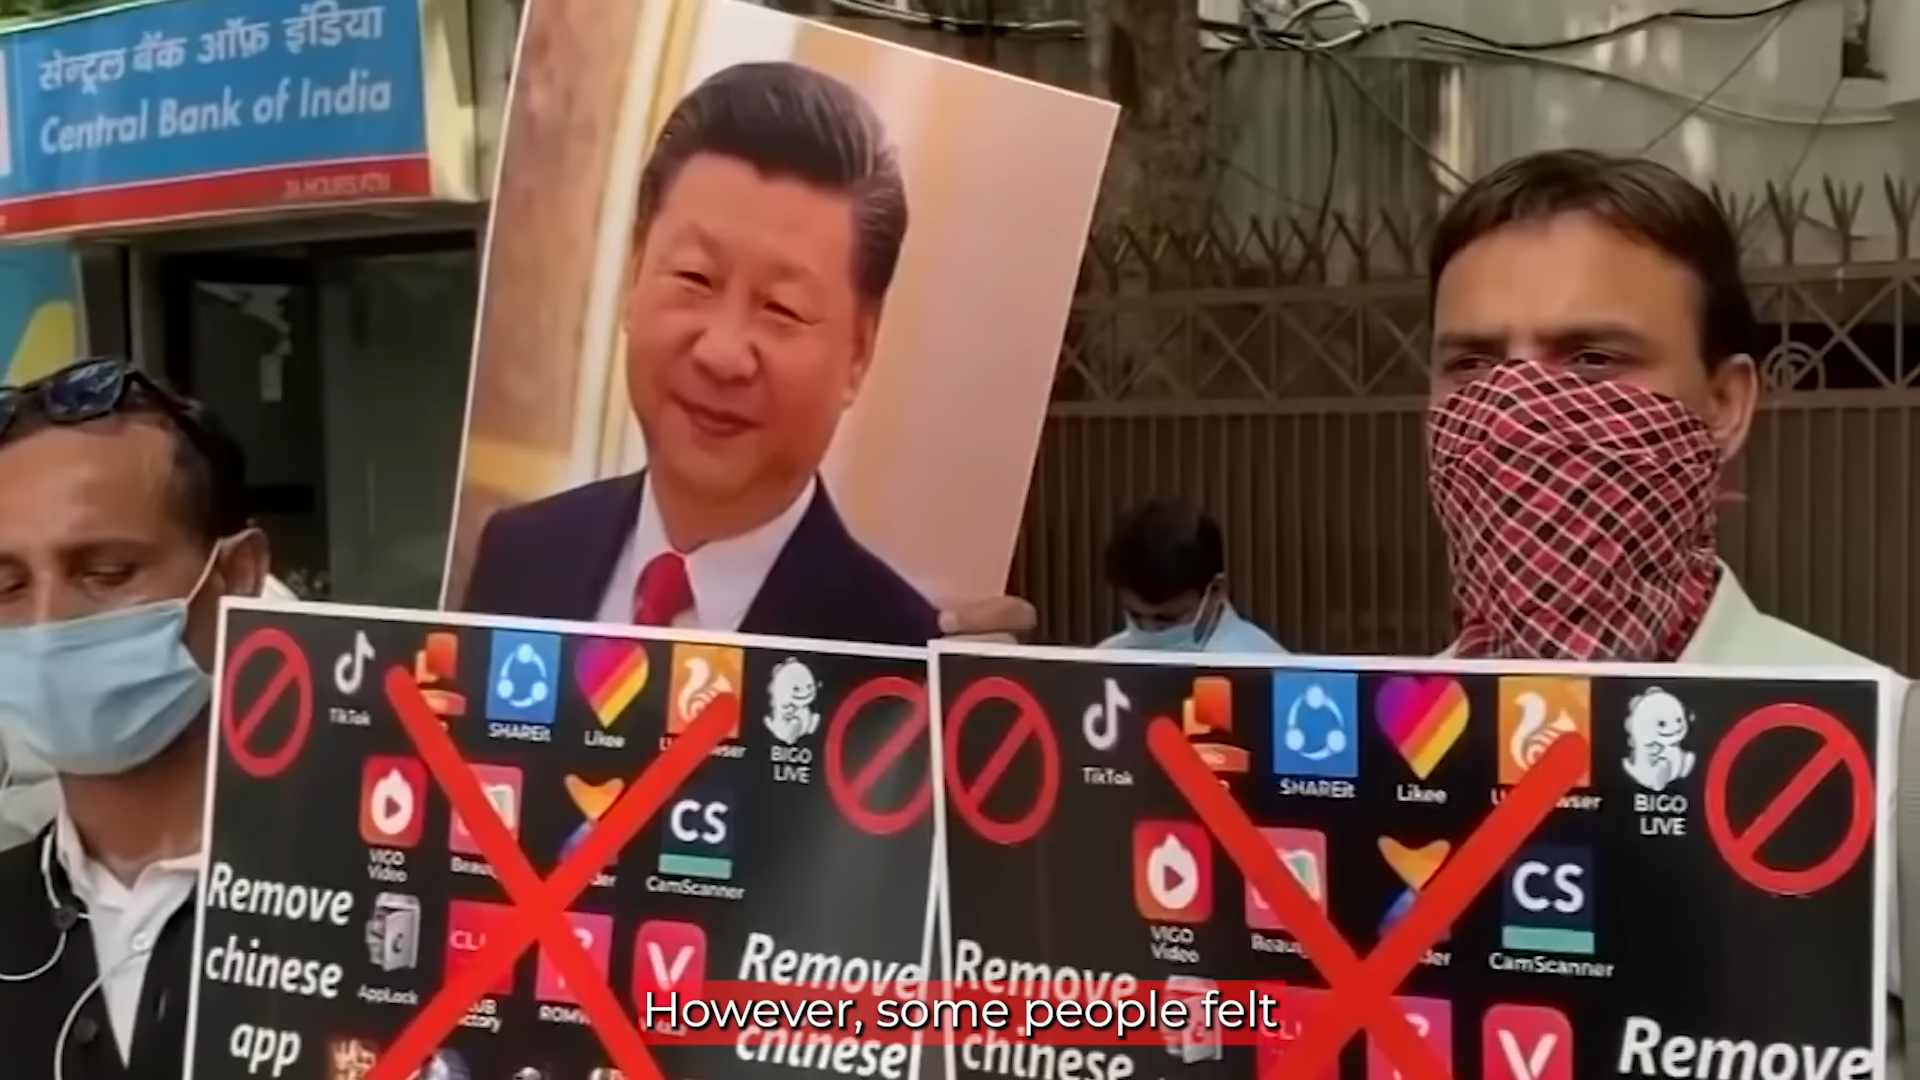 सेन्ट्रल बैंक ऑफ़ इंडिया
Central Bank of India
TikTok
SHAREit
Likee
BIGO
LIVE
VIGO
Video
CS
CamScanner
AppLock
Remove
chinese
app
Remove
chinese
TikTok
SHAREit
Likee
BIGO
LIVE
VIGO
Video
CS
CamScanner
Remove
chinese
Remove
However, some people felt